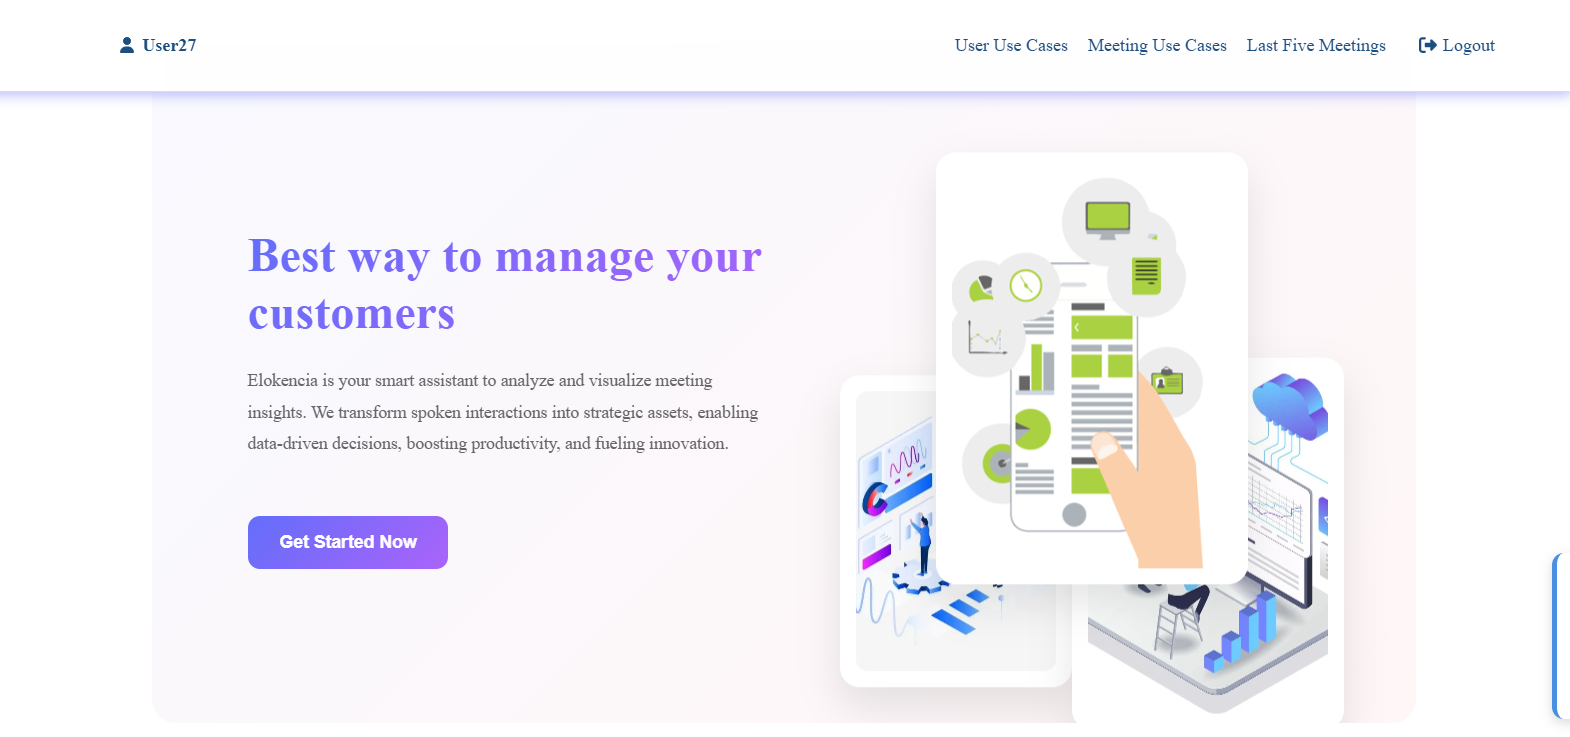 User27
User Use Cases
Meeting Use Cases
Last Five Meetings
Logout
Best way to manage your
customers
Elokencia is your smart assistant to analyze and visualize meeting
insights. We transform spoken interactions into strategic assets, enabling
data-driven decisions, boosting productivity, and fueling innovation.
Get Started Now